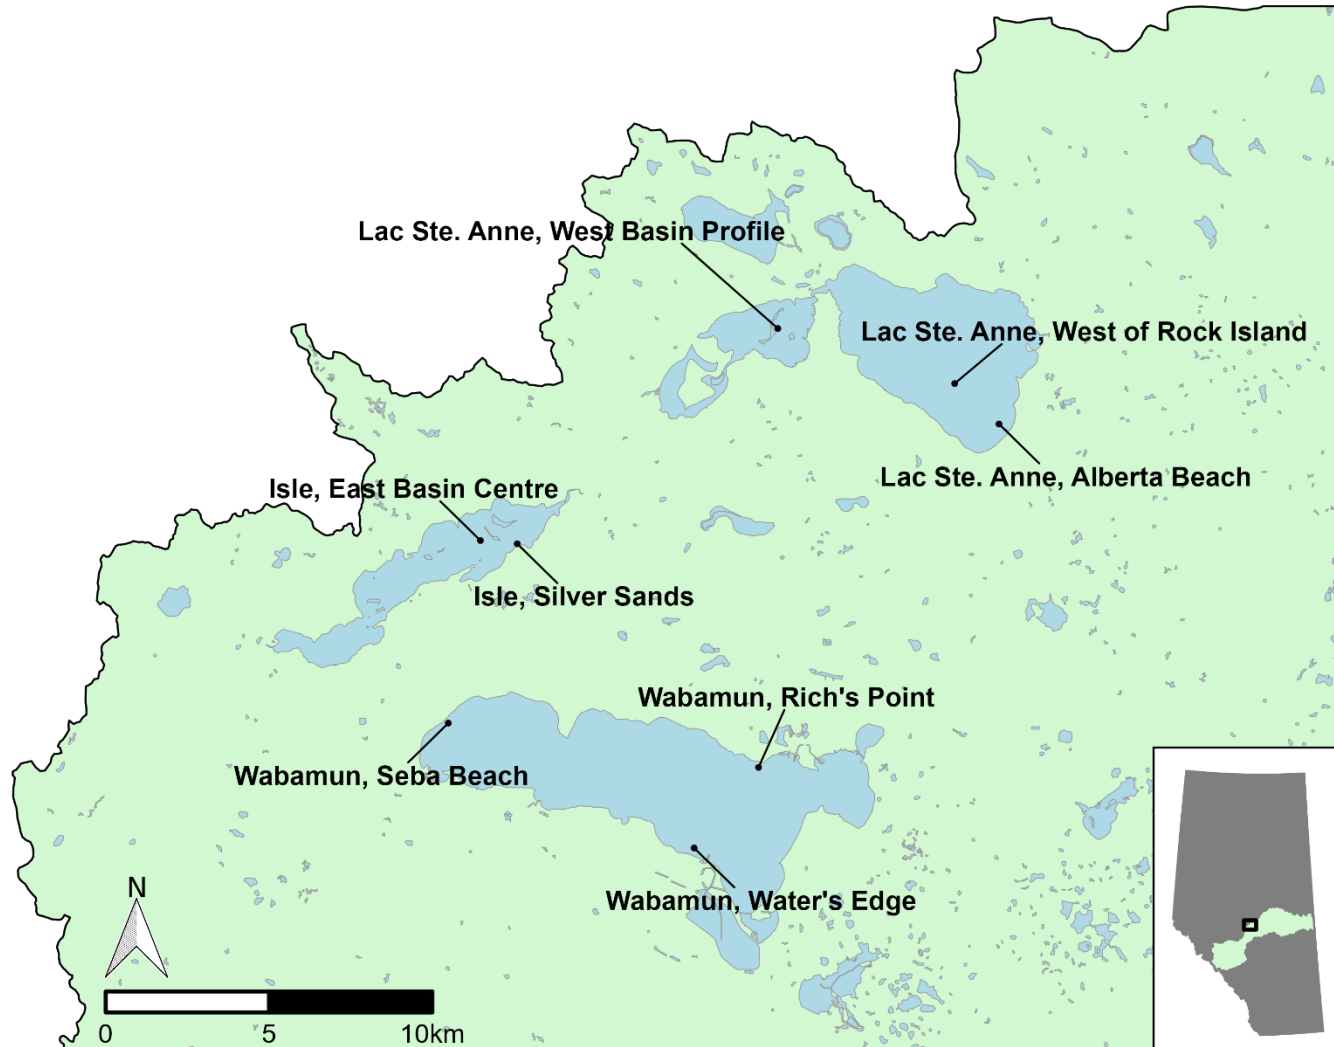 Lac Ste. Anne, West Basin Profile
Lac Ste. Anne, West of Rock Island
Lac Ste. Anne, Alberta Beach
Isle, East Basin Centre
Isle, Silver Sands
Wabamun, Rich's Point
Wabamun, Seba Beach
Wabamun, Water's Edge
N
0 5 10km